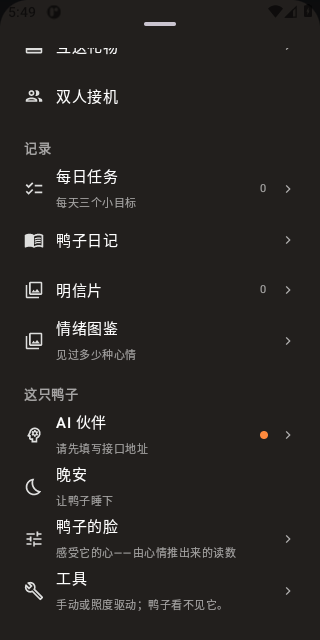 5:49
互送礼物
双人接机
记录
每日任务
0
每天三个小目标
鸭子日记
明信片
0
情绪图鉴
见过多少种心情
这只鸭子
AI 伙伴
请先填写接口地址
晚安
让鸭子睡下
鸭子的脸
感受它的心——由心情推出来的读数
工具
手动或照度驱动；鸭子看不见它。